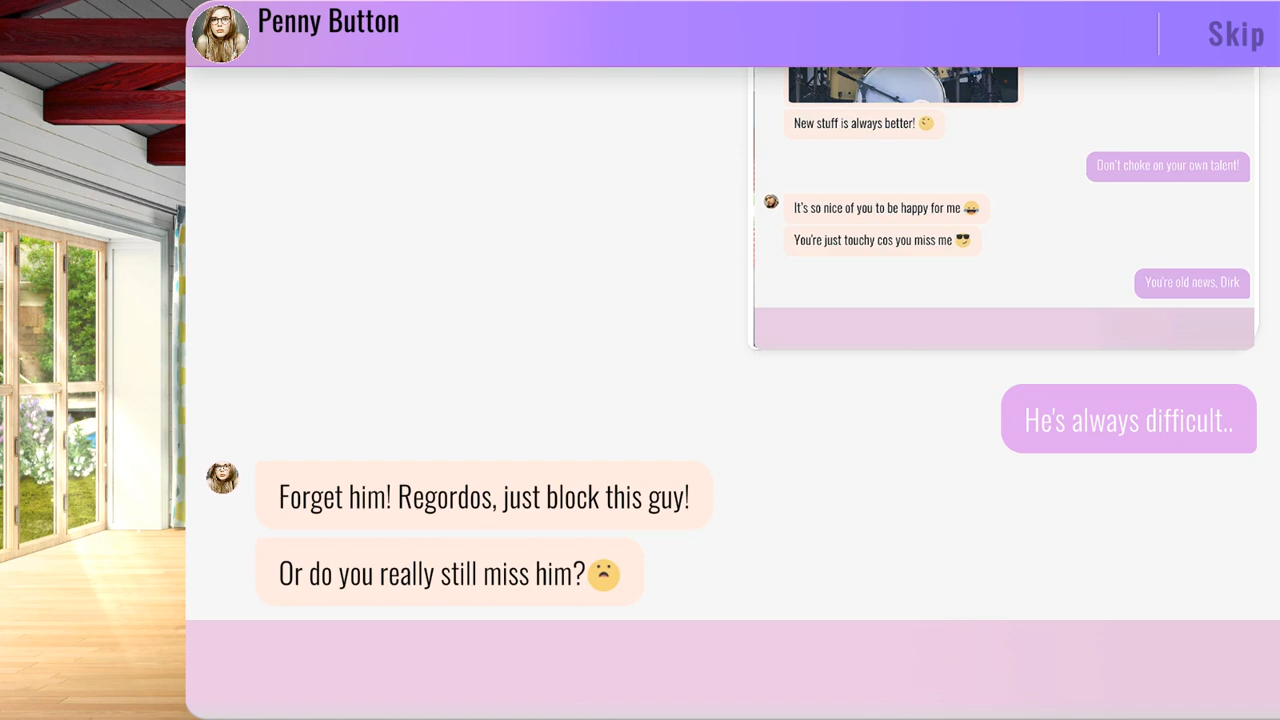 Penny Button
Skip
New stuff is always better!
Don't choke on your own talent!
It's so nice of you to be happy for me
You're just touchy cos you miss me
You're old news, Dirk
He's always difficult..
Forget him! Regordos, just block this guy!
Or do you really still miss him?